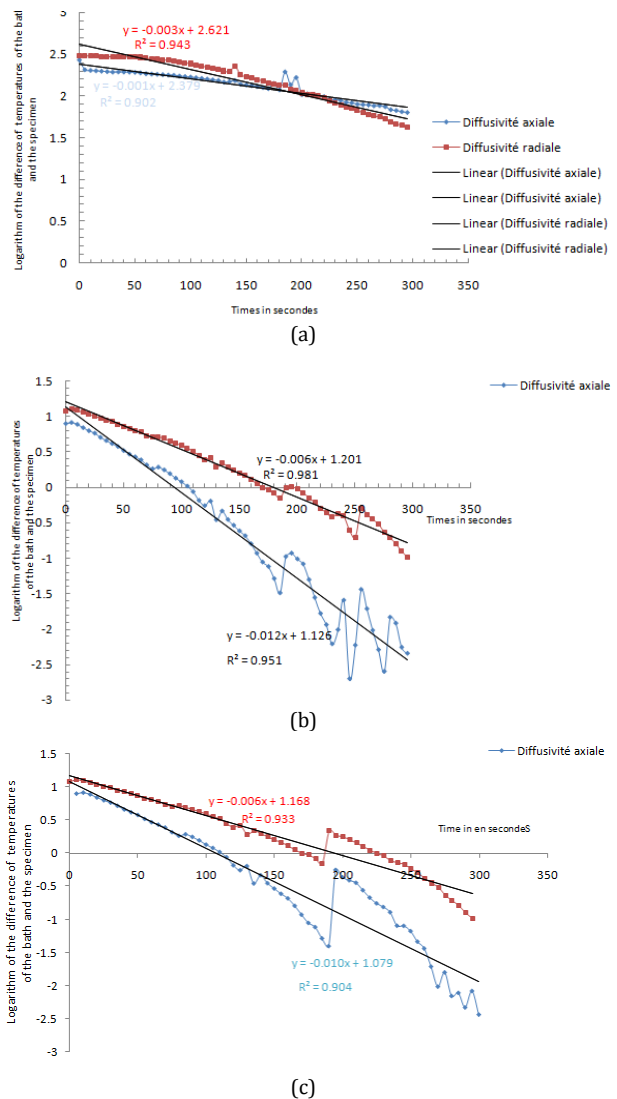 Logarithm of the difference of temperatures of the batl
and the specimen
3
2.5
2
1.5
1
0.5
0
y = -0.003x + 2.621
R² = 0.943
y = -0.001x + 2.379
R² = 0.902
0 50 100 150 200 250 300 350
Times in secondes
Diffusivité axiale
Diffusivité radiale
Linear (Diffusivité axiale)
Linear (Diffusivité axiale)
Linear (Diffusivité radiale)
Linear (Diffusivité radiale)
(a)
Logarithm of the difference of temperatures
of the bath and the specimen
1.5
1
0.5
0
-0.5
-1
-1.5
-2
-2.5
-3
Diffusivité axiale
y = -0.006x + 1.201
R² = 0.981
0 50 100 150 200 250 300 350
Times in secondes
y = -0.012x + 1.126
R² = 0.951
(b)
Logarithm of the difference of temperatures
of the bath and the specimen
1.5
1
0.5
0
-0.5
-1
-1.5
-2
-2.5
-3
Diffusivité axiale
y = -0.006x + 1.168
R² = 0.933
Time in en secondeS
0 50 100 150 200 250 300 350
y = -0.010x + 1.079
R² = 0.904
(c)